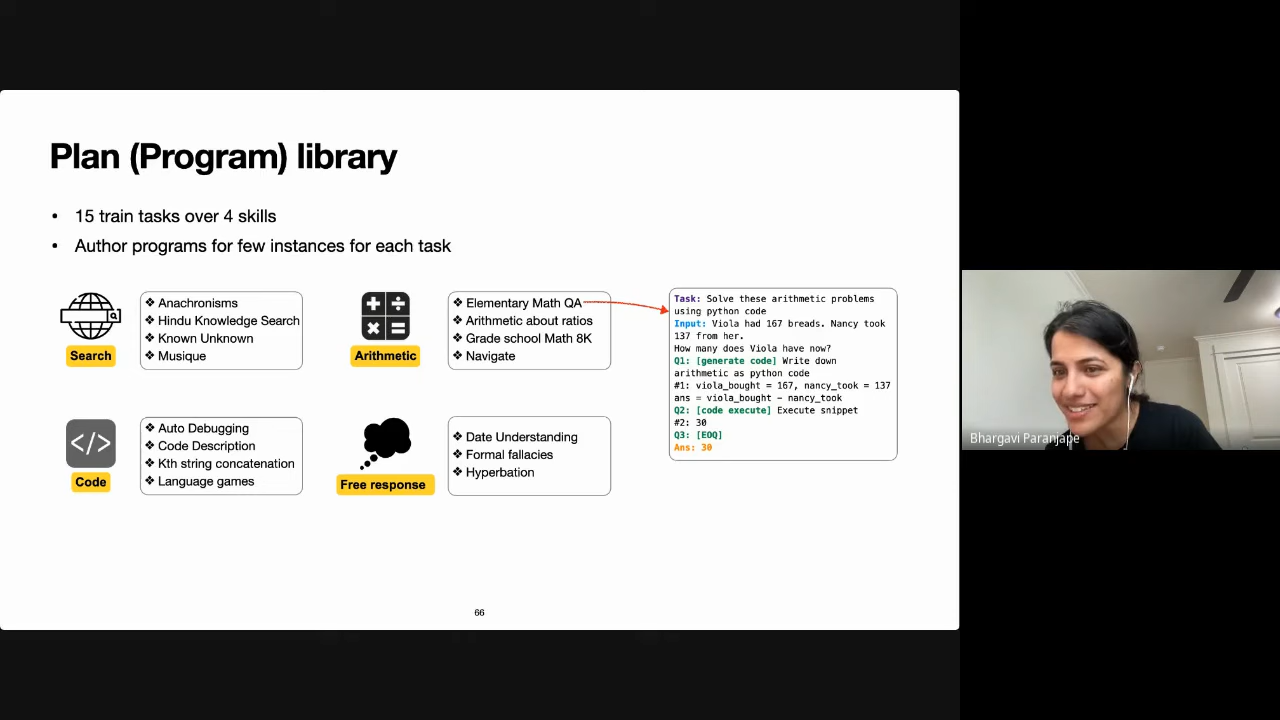 Plan (Program) library
• 15 train tasks over 4 skills
• Author programs for few instances for each task
Search
❖ Anachronisms
❖ Hindu Knowledge Search
❖ Known Unknown
❖ Musique
Arithmetic
❖ Elementary Math QA
❖ Arithmetic about ratios
❖ Grade school Math 8K
❖ Navigate
Task: Solve these arithmetic problems
using python code
Input: Viola had 167 breads. Nancy took
137 from her.
How many does Viola have now?
Q1: [generate code] Write down
arithmetic as python code
#1: viola_bought = 167, nancy_took = 137
ans = viola_bought - nancy_took
Q2: [code execute] Execute snippet
#2: 30
Q3: [EOQ]
Ans: 30
</>
Code
❖ Auto Debugging
❖ Code Description
❖ Kth string concatenation
❖ Language games
Free response
❖ Date Understanding
❖ Formal fallacies
❖ Hyperbation
66
Bhargavi Paranjape